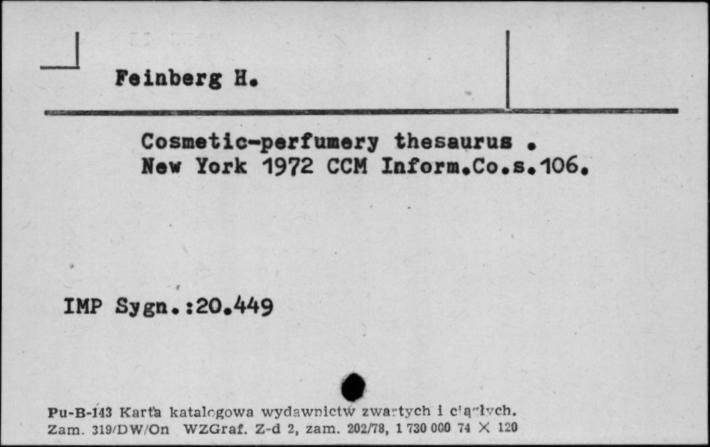 Feinberg H.
Cosmetic-perfumery thesaurus .
New York 1972 CCM Inform.Co.s.106.
IMP Sygn.:20.449
Pu-B-143 Karta katalogowa wydawnictw zwartych i ciągłych.
Zam. 319/DW/On WZGraf. Z-d 2, zam. 202/78, 1 730 000 74 X 120